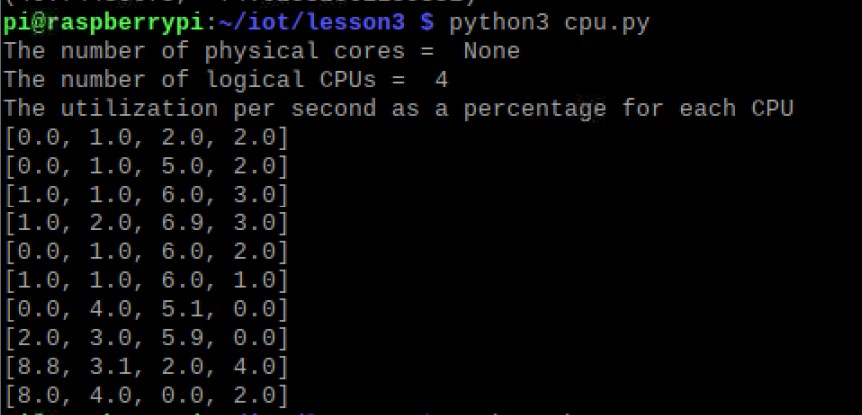 pi@raspberrypi:~/iot/lesson3 $ python3 cpu.py
The number of physical cores =  None
The number of logical CPUs =  4
The utilization per second as a percentage for each CPU
[0.0, 1.0, 2.0, 2.0]
[0.0, 1.0, 5.0, 2.0]
[1.0, 1.0, 6.0, 3.0]
[1.0, 2.0, 6.9, 3.0]
[0.0, 1.0, 6.0, 2.0]
[1.0, 1.0, 6.0, 1.0]
[0.0, 4.0, 5.1, 0.0]
[2.0, 3.0, 5.9, 0.0]
[8.8, 3.1, 2.0, 4.0]
[8.0, 4.0, 0.0, 2.0]